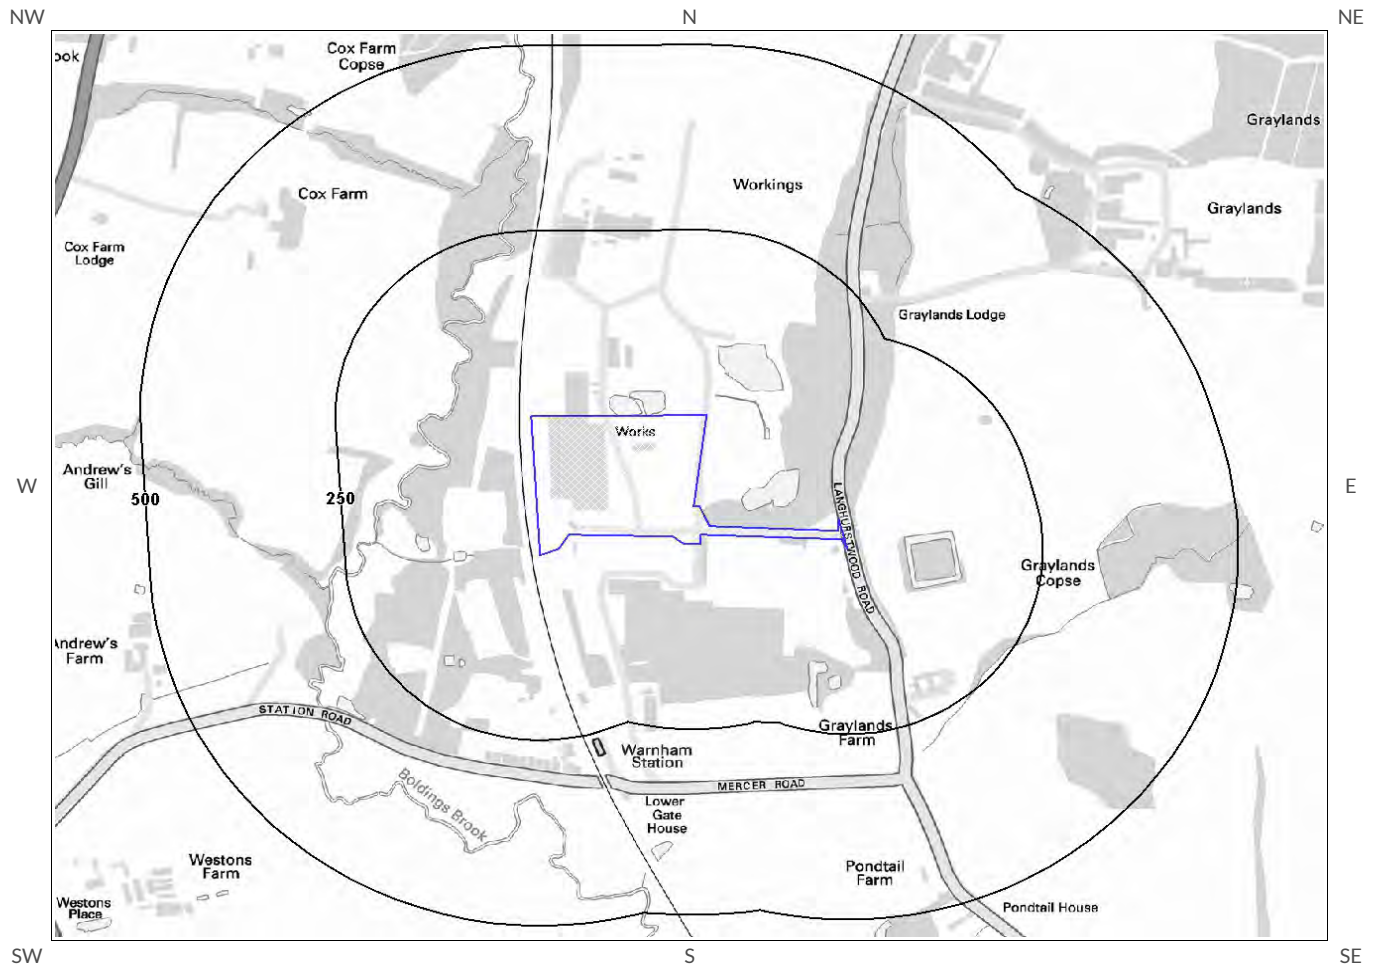 NW
N
NE
ook
Cox Farm
Copse
Graylands
Workings
Cox Farm
Graylands
Cox Farm
Lodge
Graylands Lodge
Works
Andrew's
Gill
W
E
500
250
LANGHURSTWOOD ROAD
Graylands
Copse
Andrew's
Farm
STATION ROAD
Graylands
Farm
Warnham
Station
MERCER ROAD
Boldings Brook
Lower
Gate
House
Westons
Farm
Pondtail
Farm
Westons
Place
Pondtail House
SW
S
SE